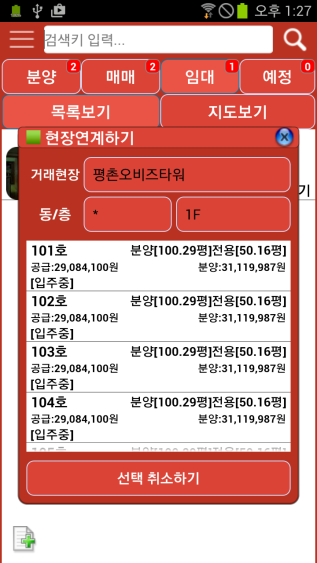 오후 1:27
검색키 입력...
분양 2 매매 2 임대 1 예정 0
목록보기 지도보기
현장연계하기
거래현장 평촌오비즈타워
기
동/층 * 1F
101호 분양[100.29평]전용[50.16평]
공급:29,084,100원 분양:31,119,987원
[입주중]
102호 분양[100.29평]전용[50.16평]
공급:29,084,100원 분양:31,119,987원
[입주중]
103호 분양[100.29평]전용[50.16평]
공급:29,084,100원 분양:31,119,987원
[입주중]
104호 분양[100.29평]전용[50.16평]
공급:29,084,100원 분양:31,119,987원
[입주중]
선택 취소하기